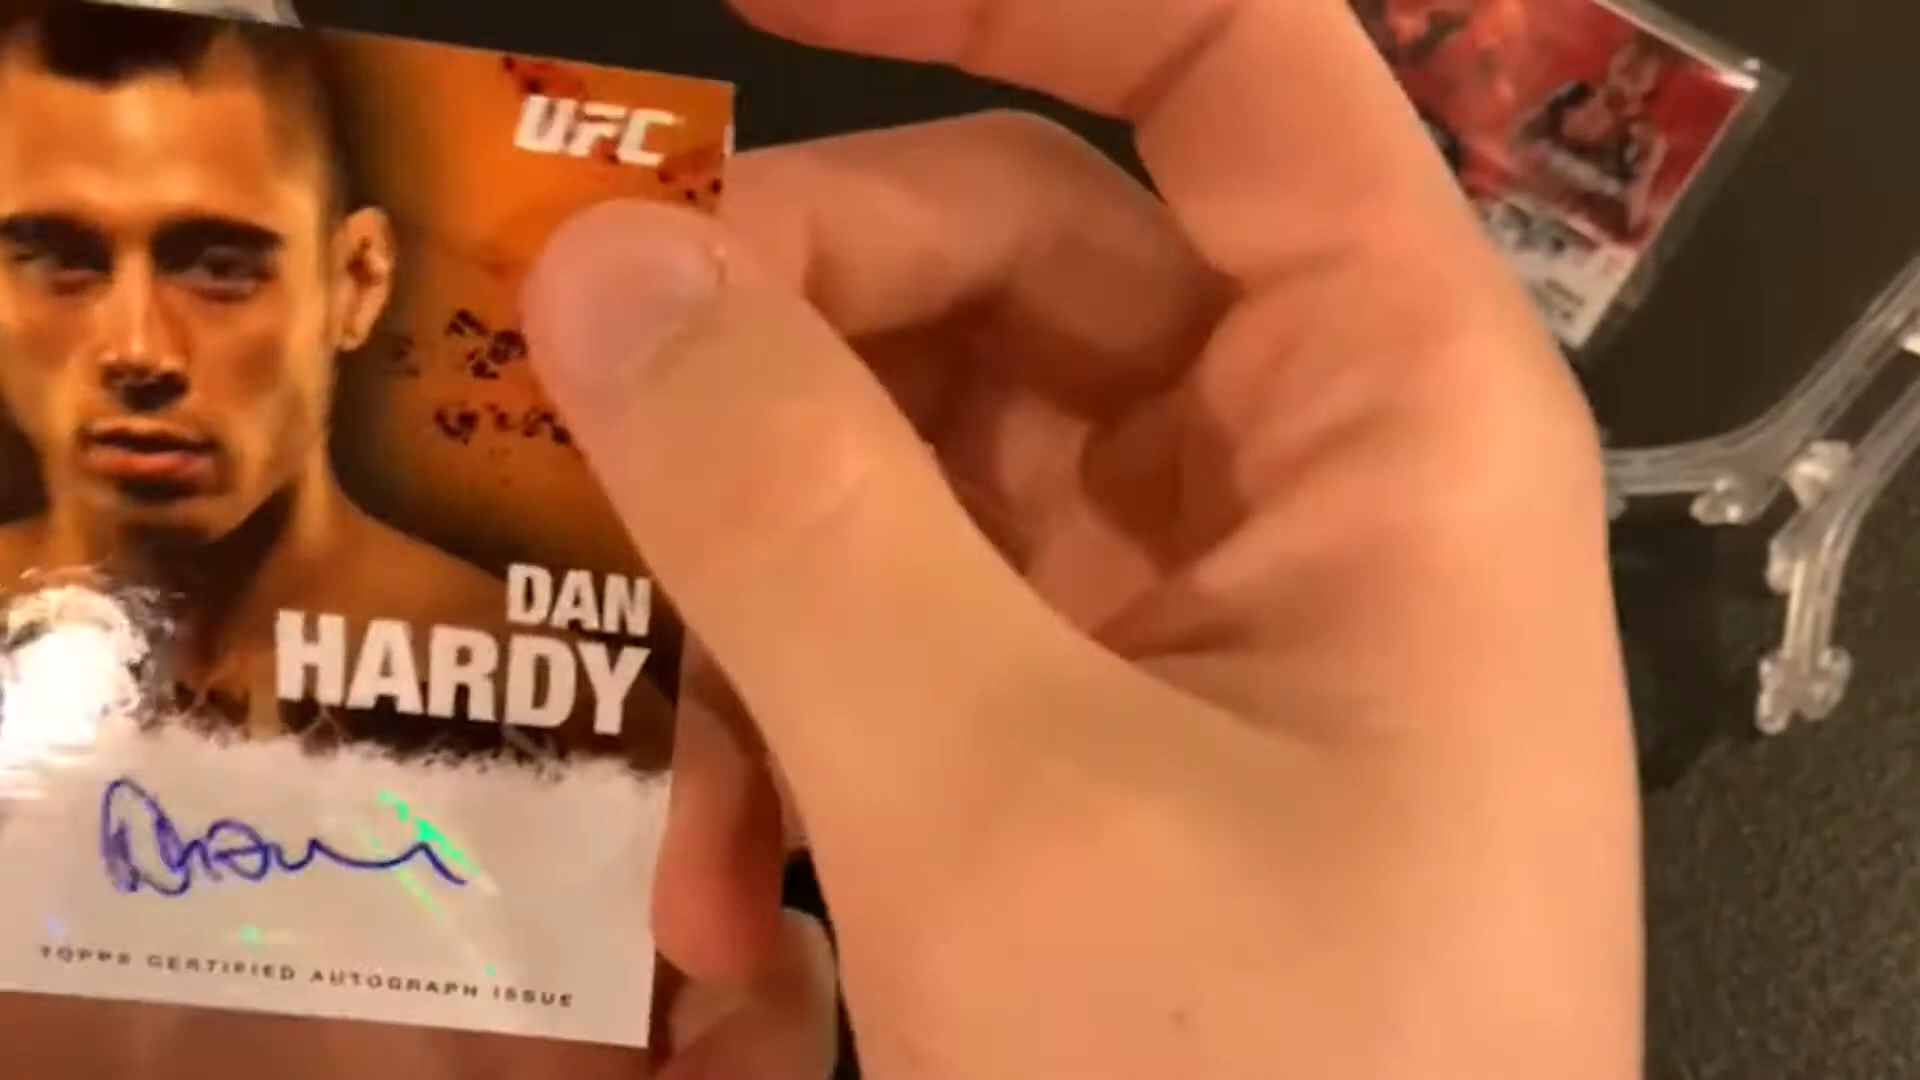 UFC
DAN
HARDY
TOPPS CERTIFIED AUTOGRAPH ISSUE